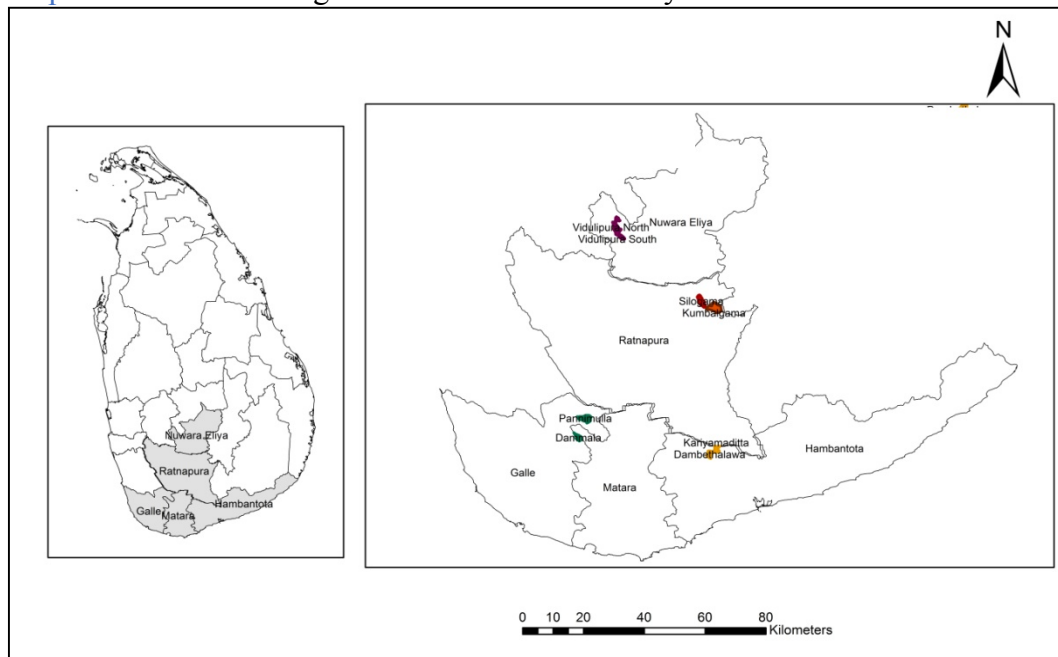 N
Nuwara Eliya
Ratnapura
Galle
Matara
Hambantota
Vidulipura North
Nuwara Eliya
Vidulipura South
Silogama
Kumbalgama
Ratnapura
Pannimulla
Dammala
Kariyamaditta
Dambethalawa
Hambantota
Galle
Matara
0 10 20 40 60 80
Kilometers